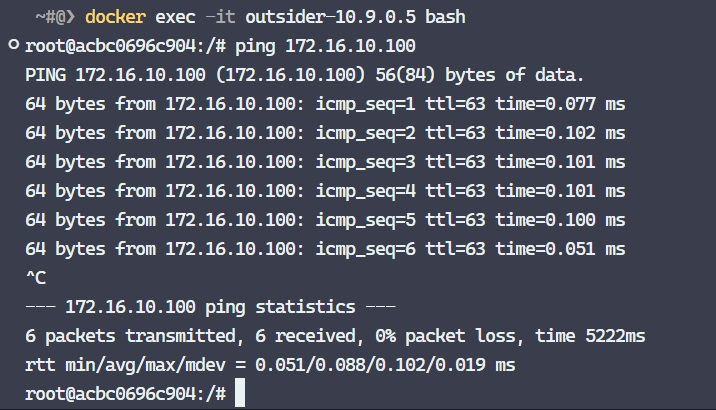 ~#@❯ docker exec -it outsider-10.9.0.5 bash
root@acbc0696c904:/# ping 172.16.10.100
PING 172.16.10.100 (172.16.10.100) 56(84) bytes of data.
64 bytes from 172.16.10.100: icmp_seq=1 ttl=63 time=0.077 ms
64 bytes from 172.16.10.100: icmp_seq=2 ttl=63 time=0.102 ms
64 bytes from 172.16.10.100: icmp_seq=3 ttl=63 time=0.101 ms
64 bytes from 172.16.10.100: icmp_seq=4 ttl=63 time=0.101 ms
64 bytes from 172.16.10.100: icmp_seq=5 ttl=63 time=0.100 ms
64 bytes from 172.16.10.100: icmp_seq=6 ttl=63 time=0.051 ms
^C
--- 172.16.10.100 ping statistics ---
6 packets transmitted, 6 received, 0% packet loss, time 5222ms
rtt min/avg/max/mdev = 0.051/0.088/0.102/0.019 ms
root@acbc0696c904:/#